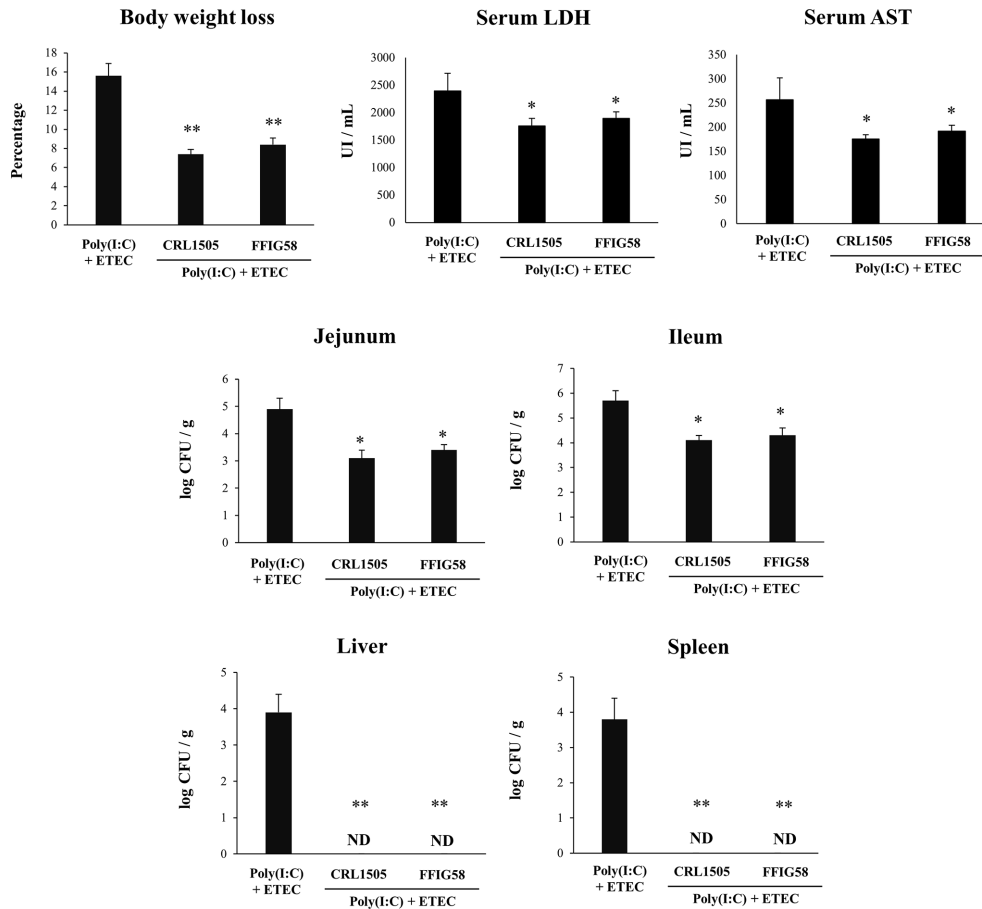 Body weight loss
Percentage
18
16
14
12
10
8
6
4
2
0
**
**
Poly(I:C)
+ ETEC
CRL1505
FFIG58
Poly(I:C) + ETEC
Serum LDH
UI / mL
3000
2500
2000
1500
1000
500
0
*
*
Poly(I:C)
+ ETEC
CRL1505
FFIG58
Poly(I:C) + ETEC
Serum AST
UI / mL
350
300
250
200
150
100
50
0
*
*
Poly(I:C)
+ ETEC
CRL1505
FFIG58
Poly(I:C) + ETEC
Jejunum
log CFU / g
6
5
4
3
2
1
0
*
*
Poly(I:C)
+ ETEC
CRL1505
FFIG58
Poly(I:C) + ETEC
Ileum
log CFU / g
7
6
5
4
3
2
1
0
*
*
Poly(I:C)
+ ETEC
CRL1505
FFIG58
Poly(I:C) + ETEC
Liver
log CFU / g
5
4
3
2
1
0
**
**
ND
ND
Poly(I:C)
+ ETEC
CRL1505
FFIG58
Poly(I:C) + ETEC
Spleen
log CFU / g
5
4
3
2
1
0
**
**
ND
ND
Poly(I:C)
+ ETEC
CRL1505
FFIG58
Poly(I:C) + ETEC